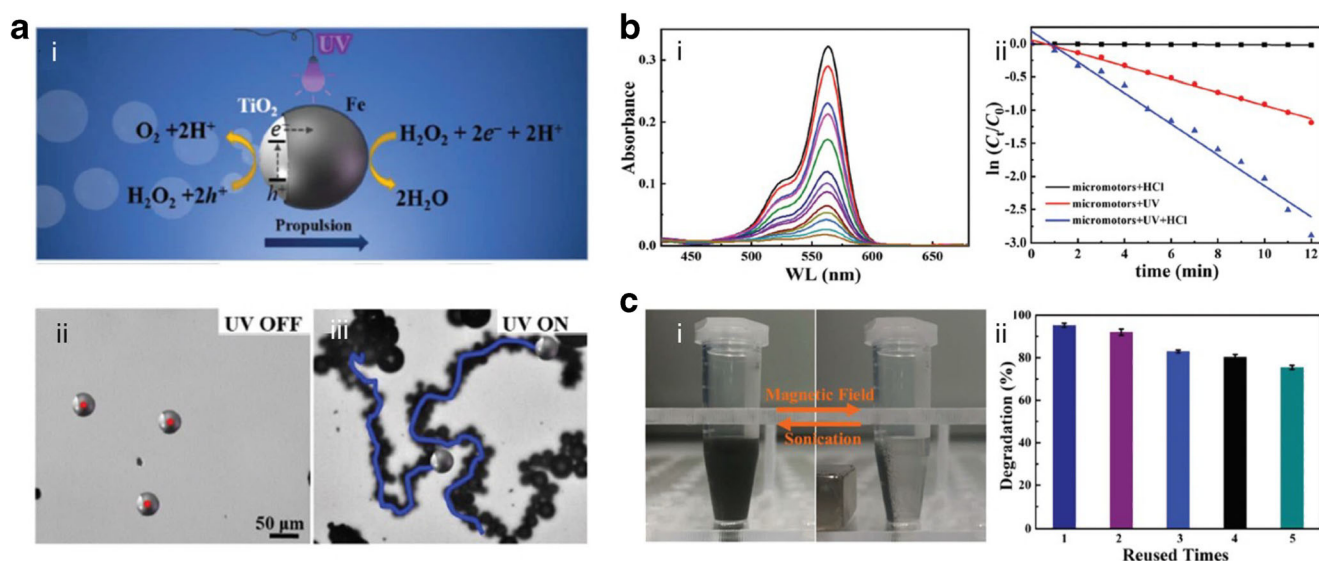 a
i
UV
TiO₂
Fe
e⁻
h⁺
O₂ +2H⁺
H₂O₂ +2h⁺
H₂O₂ + 2e⁻ + 2H⁺
2H₂O
Propulsion
ii
UV OFF
50 μm
iii
UV ON
b
i
Absorbance
0.3
0.2
0.1
0.0
450
500
550
600
650
WL (nm)
ii
ln (Cₜ/C₀)
0.0
-0.5
-1.0
-1.5
-2.0
-2.5
-3.0
micromotors+HCl
micromotors+UV
micromotors+UV+HCl
0 2 4 6 8 10 12
time (min)
c
i
Magnetic Field
Sonication
ii
Degradation (%)
100
80
60
40
20
0
1 2 3 4 5
Reused Times